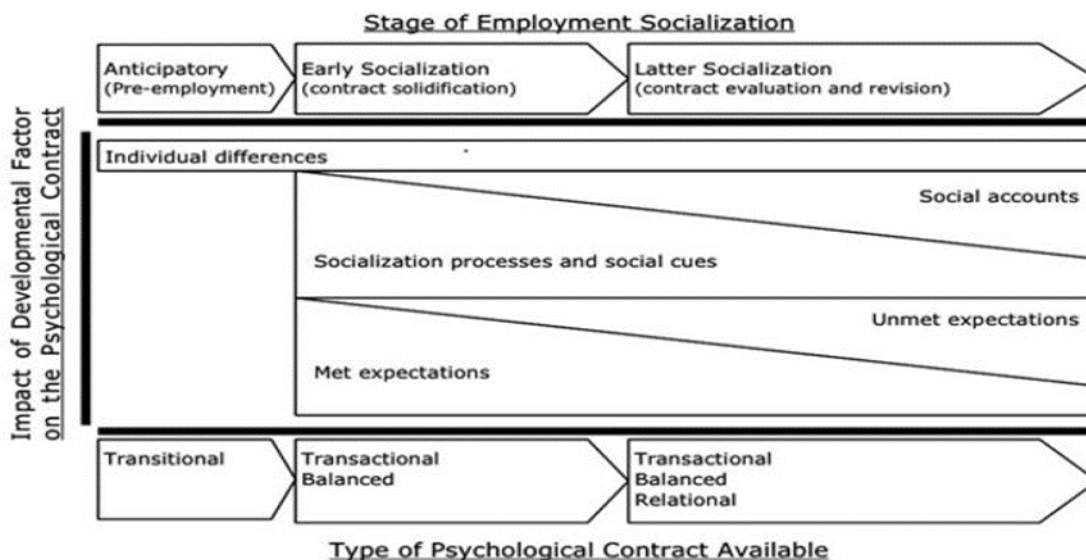 Stage of Employment Socialization
Anticipatory
(Pre-employment)
Early Socialization
(contract solidification)
Latter Socialization
(contract evaluation and revision)
Impact of Developmental Factor
on the Psychological Contract
Individual differences
Social accounts
Socialization processes and social cues
Unmet expectations
Met expectations
Transitional
Transactional
Balanced
Transactional
Balanced
Relational
Type of Psychological Contract Available